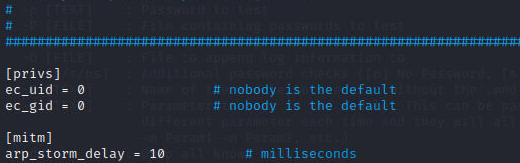 #
#
################################################################################
[privs]
ec_uid = 0 # nobody is the default
ec_gid = 0 # nobody is the default
[mitm]
arp_storm_delay = 10 # milliseconds